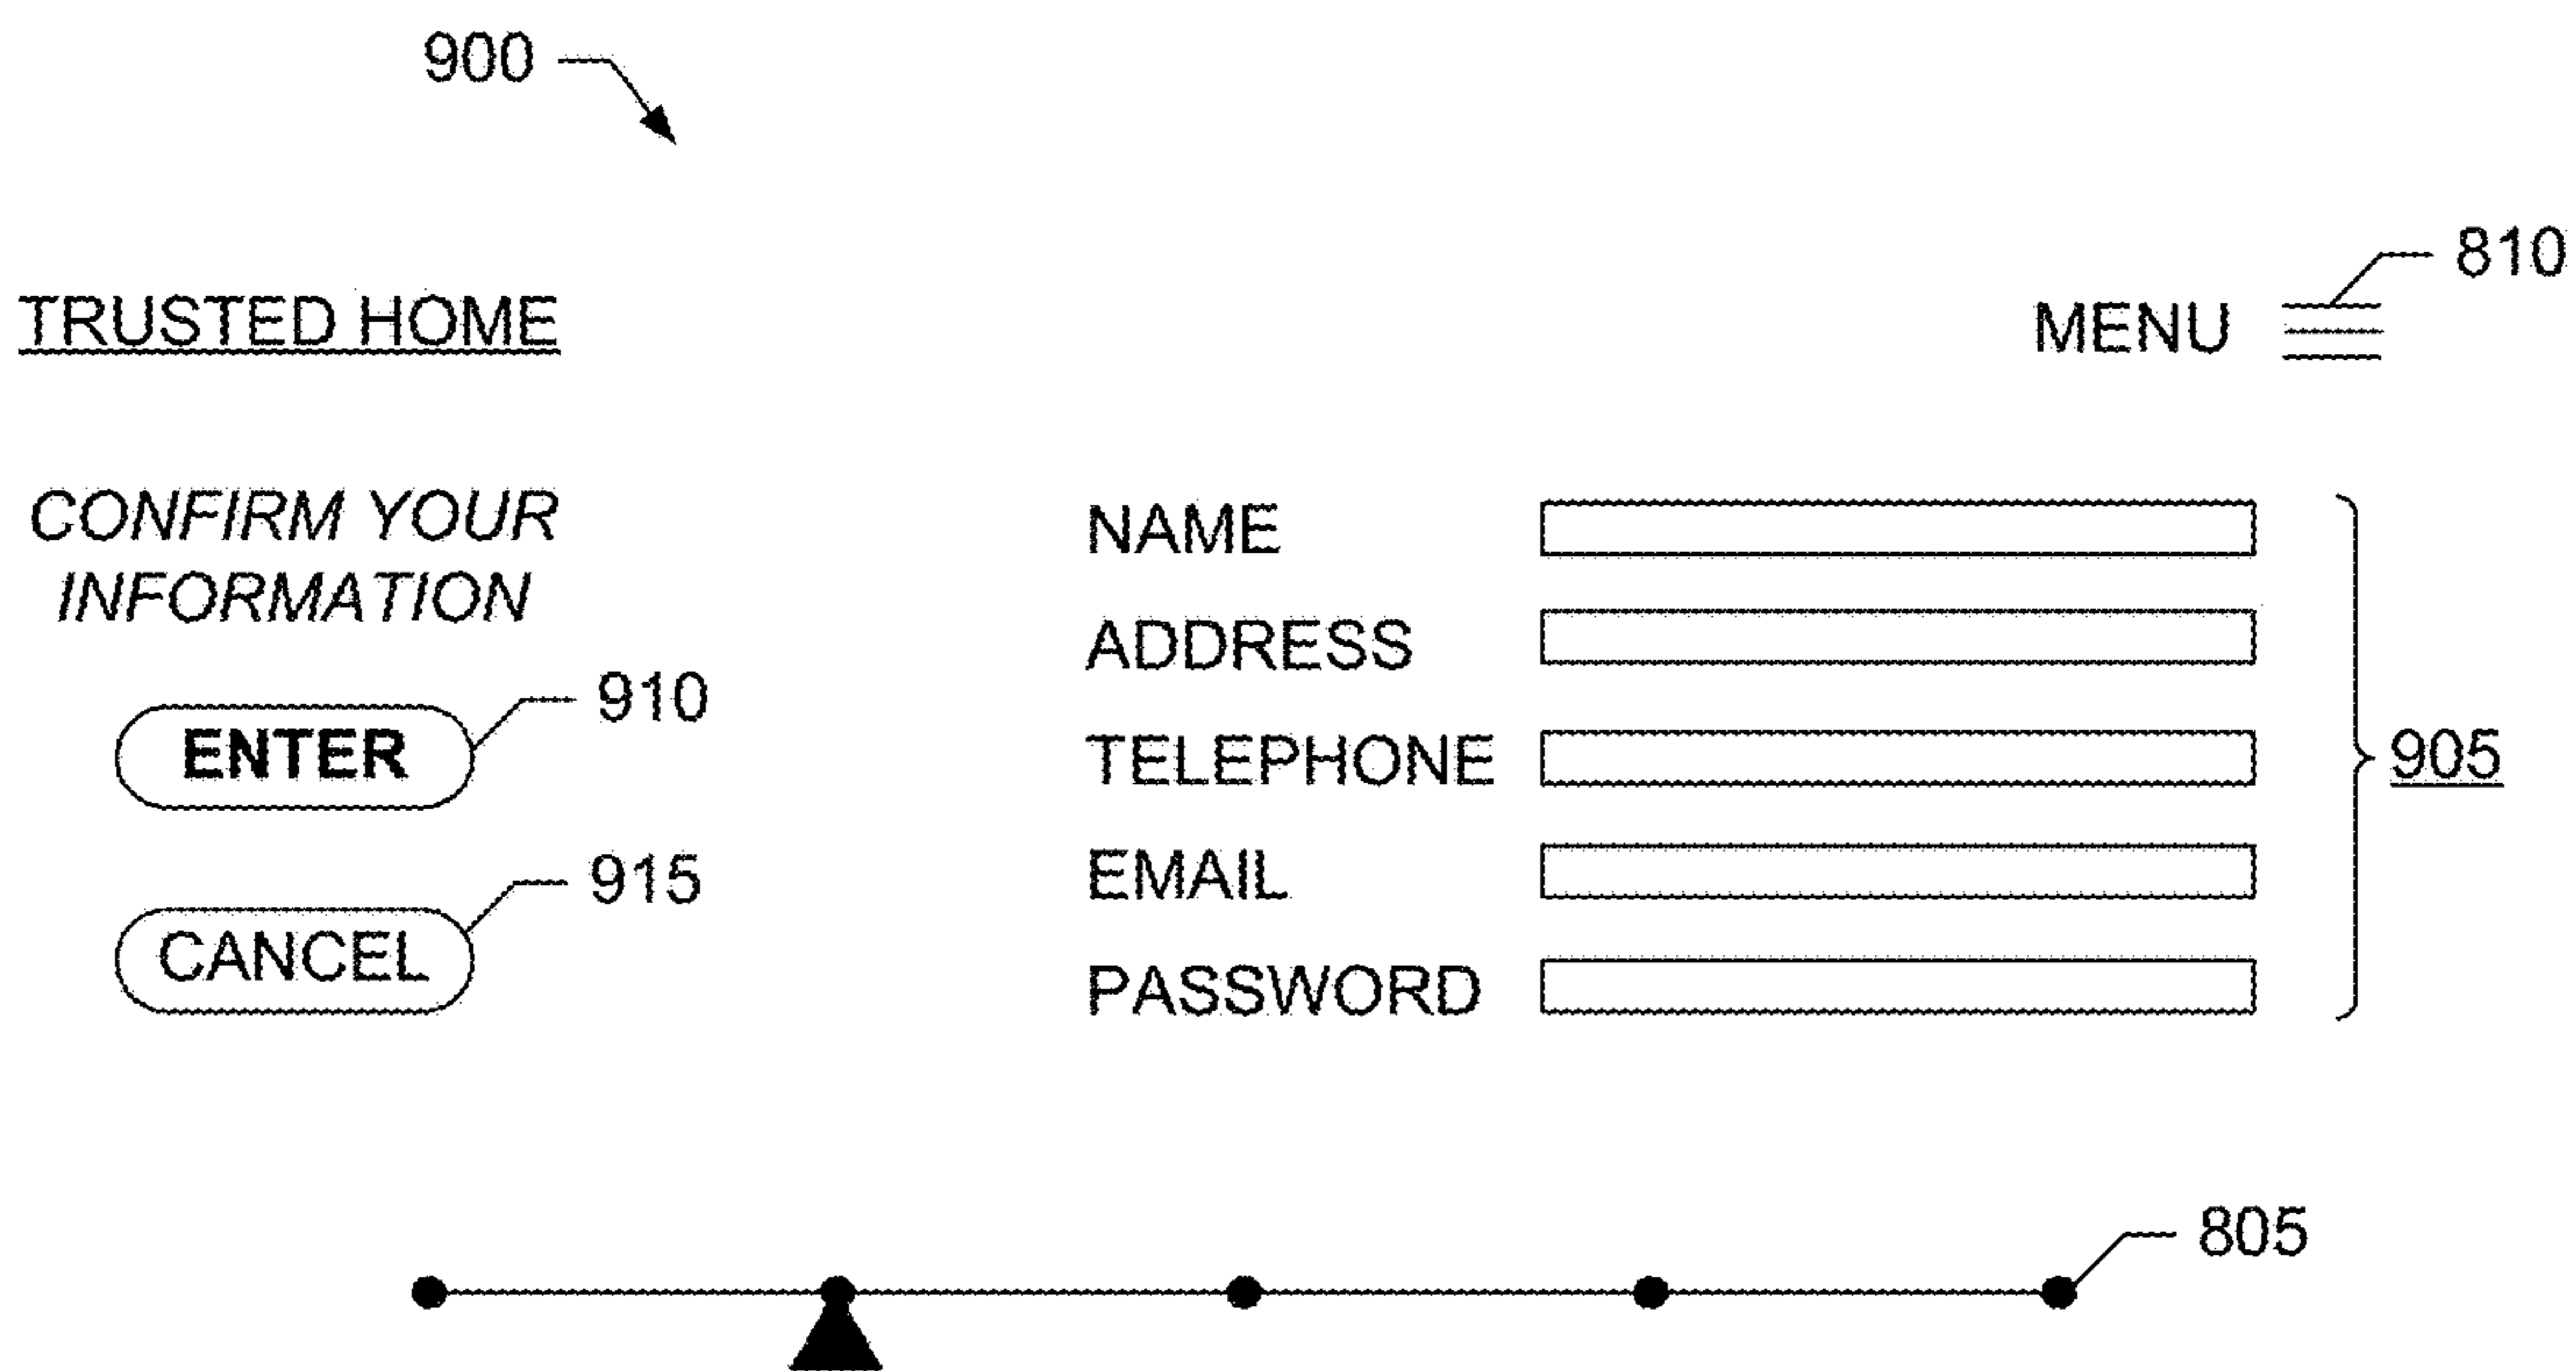 900
810
TRUSTED HOME
MENU
CONFIRM YOUR
INFORMATION
910
ENTER
915
CANCEL
NAME
ADDRESS
TELEPHONE
EMAIL
PASSWORD
905
805